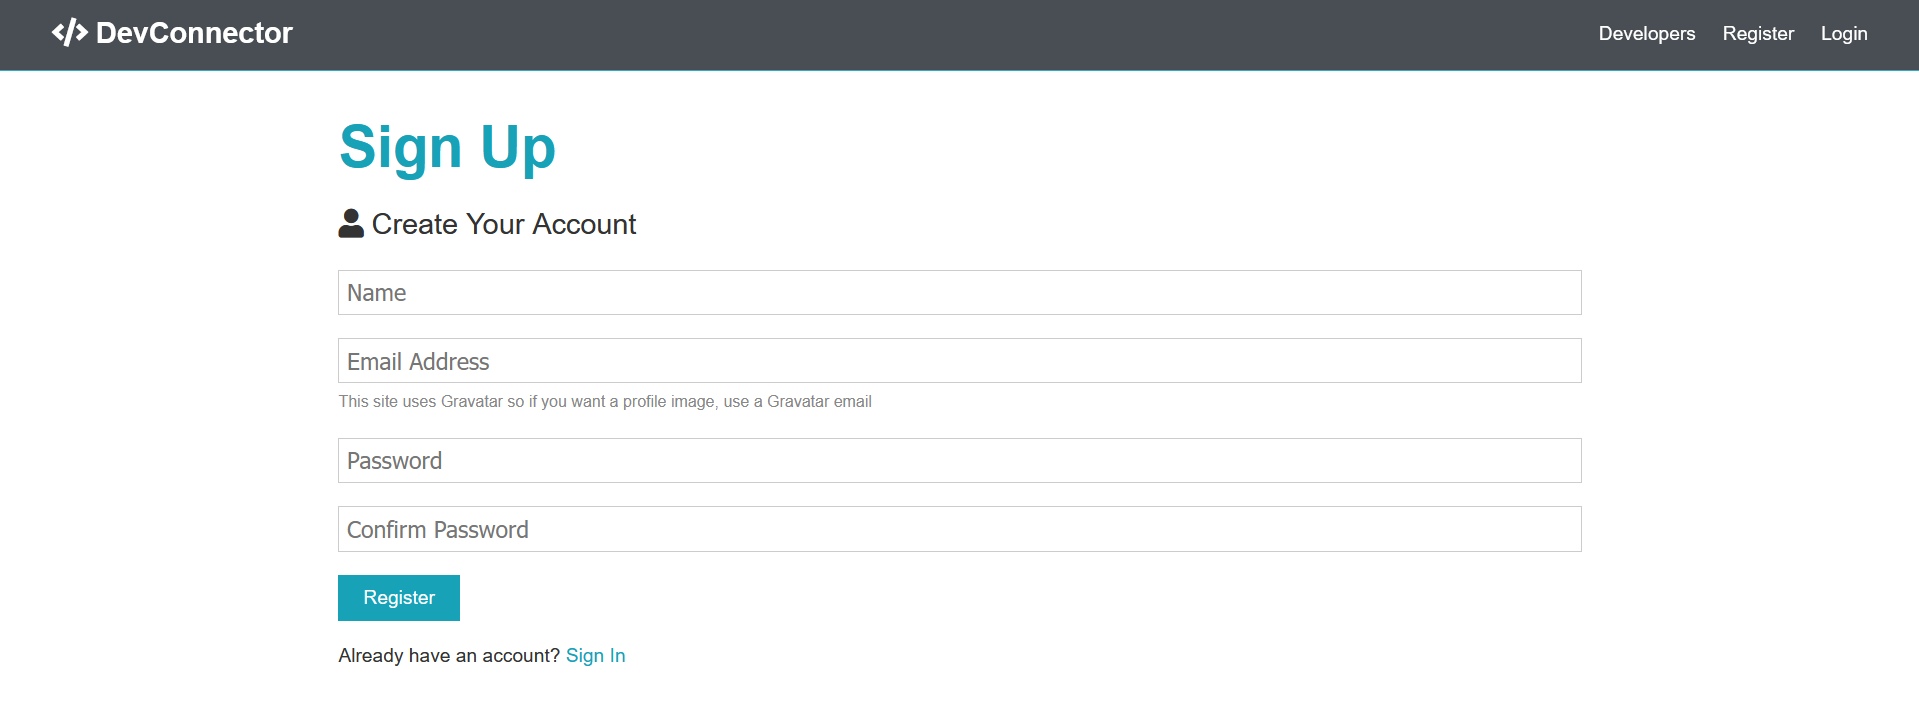 DevConnector
Developers Register Login
Sign Up
Create Your Account
Name
Email Address
This site uses Gravatar so if you want a profile image, use a Gravatar email
Password
Confirm Password
Register
Already have an account? Sign In